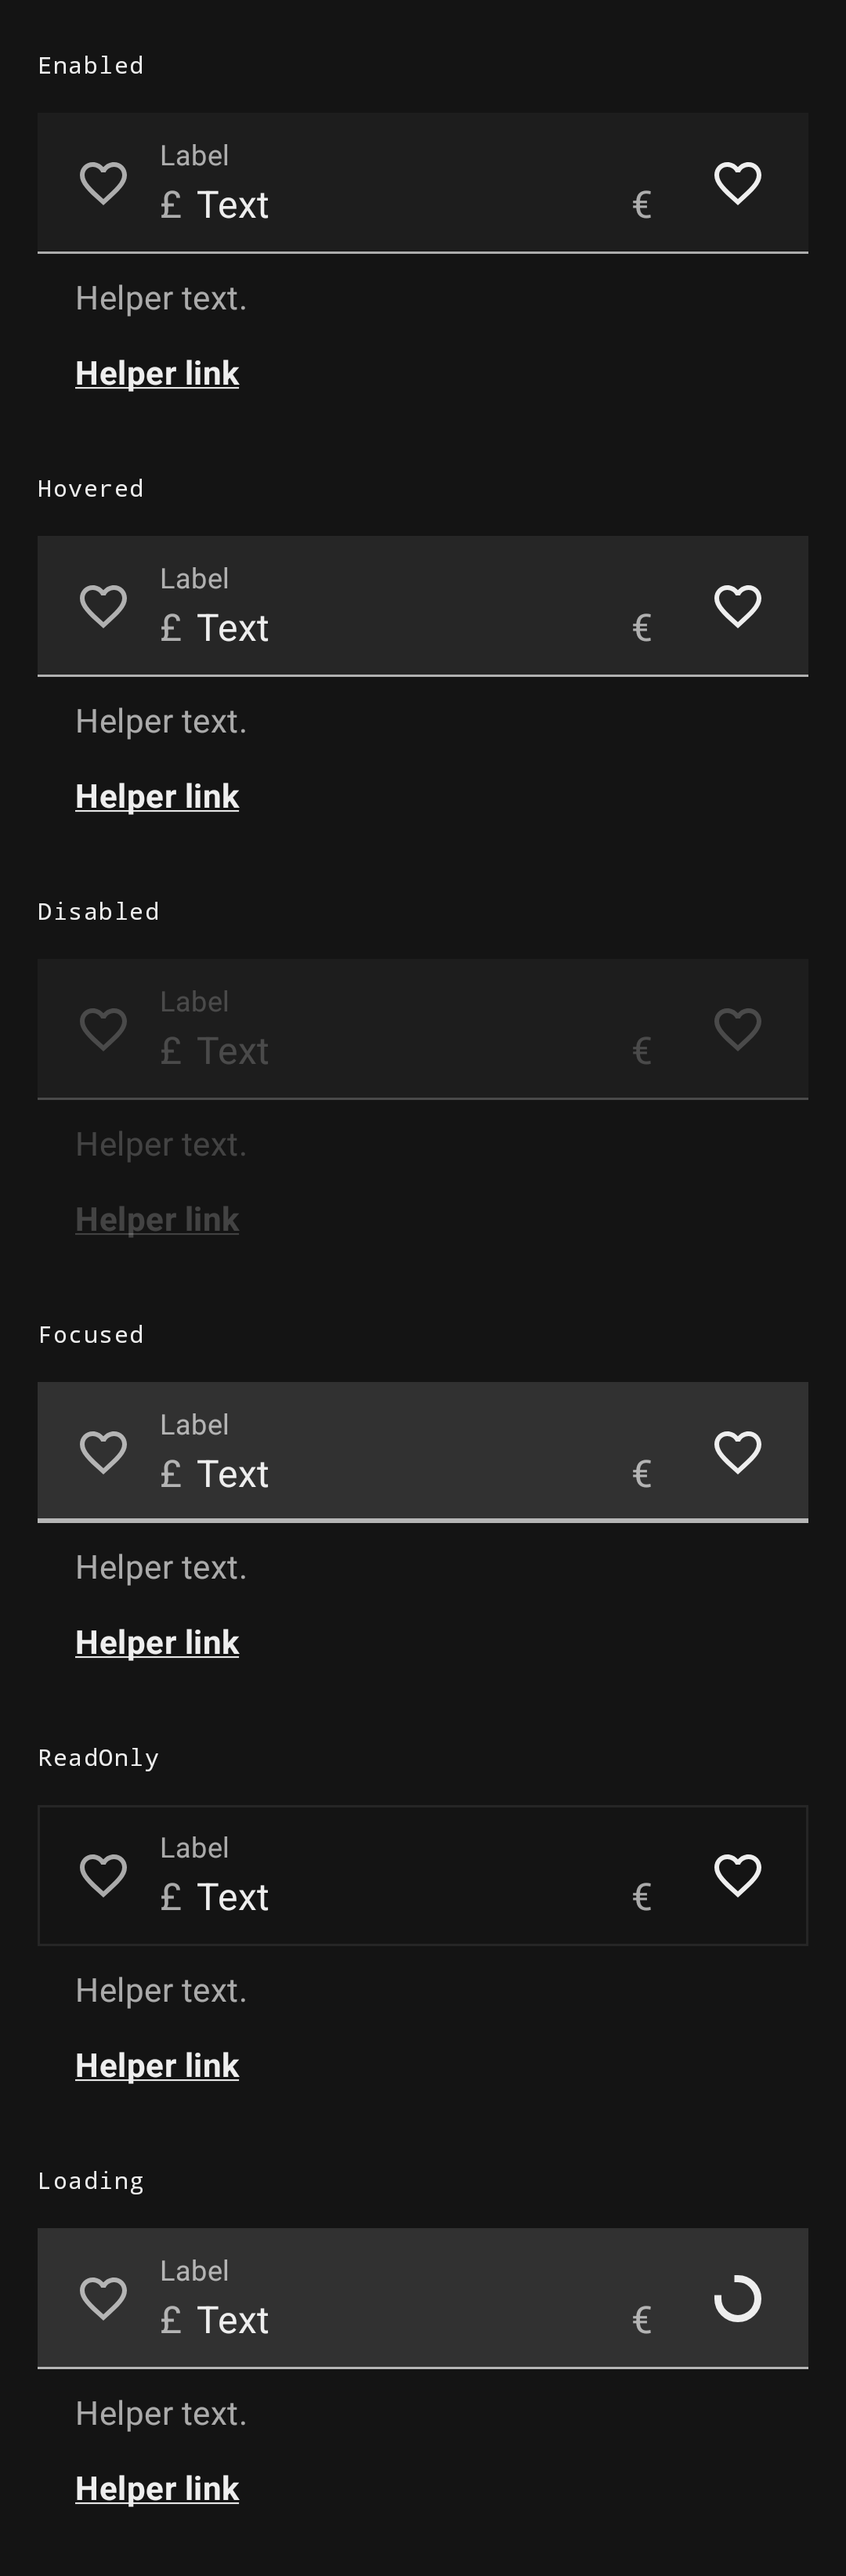 Enabled
Label
£ Text €
Helper text.
Helper link
Hovered
Label
£ Text €
Helper text.
Helper link
Disabled
Label
£ Text €
Helper text.
Helper link
Focused
Label
£ Text €
Helper text.
Helper link
ReadOnly
Label
£ Text €
Helper text.
Helper link
Loading
Label
£ Text €
Helper text.
Helper link